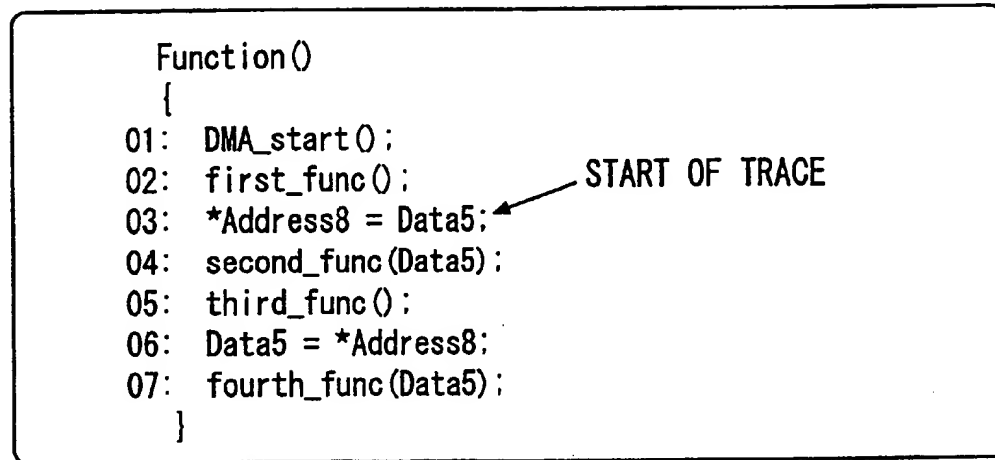 Function()
{
01: DMA_start();
02: first_func();
START OF TRACE
03: *Address8 = Data5;
04: second_func(Data5);
05: third_func();
06: Data5 = *Address8;
07: fourth_func(Data5);
}